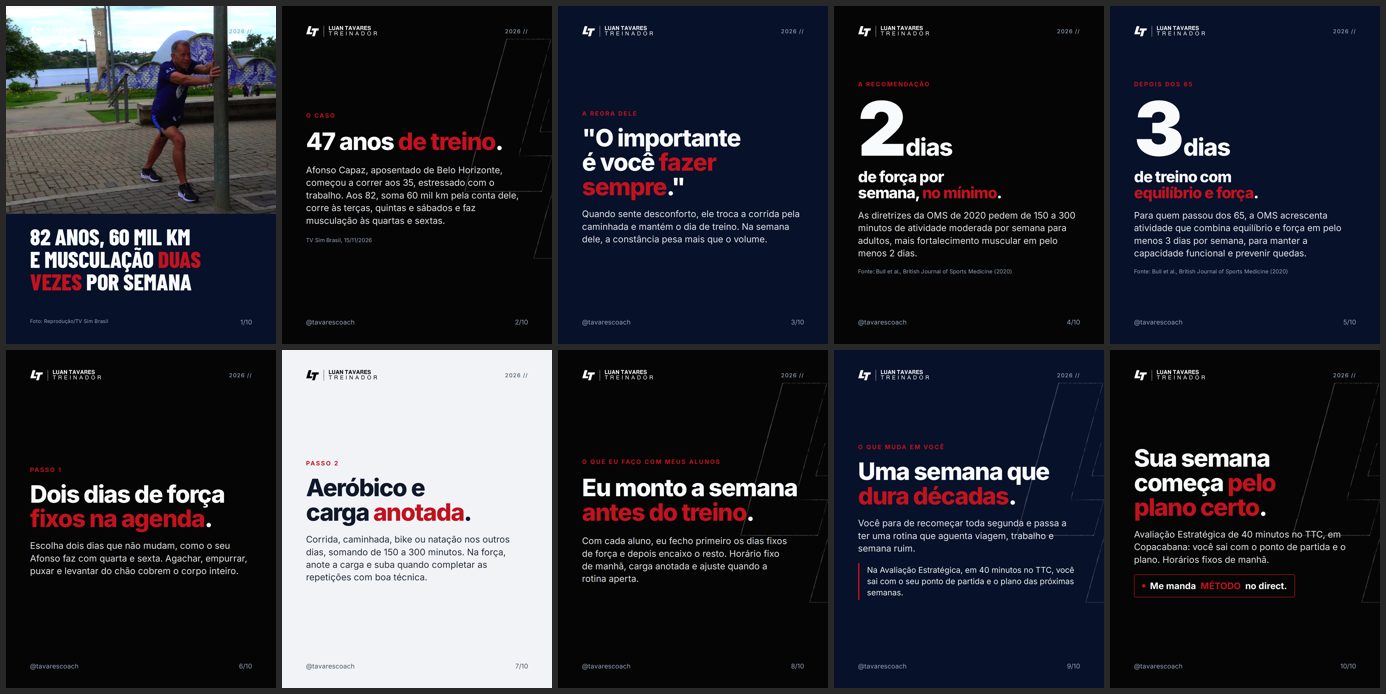 2026 //
82 ANOS, 60 MIL KM
E MUSCULAÇÃO DUAS
VEZES POR SEMANA
Foto: Reprodução/TV Sim Brasil
1/10
LT | LUAN TAVARES
TREINADOR
2026 //
O CASO
47 anos de treino.
Afonso Capaz, aposentado de Belo Horizonte,
começou a correr aos 35, estressado com o
trabalho. Aos 82, soma 60 mil km pela conta dele,
corre às terças, quintas e sábados e faz
musculação às quartas e sextas.
TV Sim Brasil, 15/11/2026
@tavarescoach
2/10
LT | LUAN TAVARES
TREINADOR
2026 //
A REGRA DELE
"O importante
é você fazer
sempre."
Quando sente desconforto, ele troca a corrida pela
caminhada e mantém o dia de treino. Na semana
dele, a constância pesa mais que o volume.
@tavarescoach
3/10
LT | LUAN TAVARES
TREINADOR
2026 //
A RECOMENDAÇÃO
2 dias
de força por
semana, no mínimo.
As diretrizes da OMS de 2020 pedem de 150 a 300
minutos de atividade moderada por semana para
adultos, mais fortalecimento muscular em pelo
menos 2 dias.
Fonte: Bull et al., British Journal of Sports Medicine (2020)
@tavarescoach
4/10
LT | LUAN TAVARES
TREINADOR
2026 //
DEPOIS DOS 65
3 dias
de treino com
equilíbrio e força.
Para quem passou dos 65, a OMS acrescenta
atividade que combina equilíbrio e força em pelo
menos 3 dias por semana, para manter a
capacidade funcional e prevenir quedas.
Fonte: Bull et al., British Journal of Sports Medicine (2020)
@tavarescoach
5/10
LT | LUAN TAVARES
TREINADOR
2026 //
PASSO 1
Dois dias de força
fixos na agenda.
Escolha dois dias que não mudam, como o seu
Afonso faz com quarta e sexta. Agachar, empurrar,
puxar e levantar do chão cobrem o corpo inteiro.
@tavarescoach
6/10
LT | LUAN TAVARES
TREINADOR
2026 //
PASSO 2
Aeróbico e
carga anotada.
Corrida, caminhada, bike ou natação nos outros
dias, somando de 150 a 300 minutos. Na força,
anote a carga e suba quando completar as
repetições com boa técnica.
@tavarescoach
7/10
LT | LUAN TAVARES
TREINADOR
2026 //
O QUE EU FAÇO COM MEUS ALUNOS
Eu monto a semana
antes do treino.
Com cada aluno, eu fecho primeiro os dias fixos
de força e depois encaixo o resto. Horário fixo
de manhã, carga anotada e ajuste quando a
rotina aperta.
@tavarescoach
8/10
LT | LUAN TAVARES
TREINADOR
2026 //
O QUE MUDA EM VOCÊ
Uma semana que
dura décadas.
Você para de recomeçar toda segunda e passa a
ter uma rotina que aguenta viagem, trabalho e
semana ruim.
Na Avaliação Estratégica, em 40 minutos no TTC, você
sai com o seu ponto de partida e o plano das próximas
semanas.
@tavarescoach
9/10
LT | LUAN TAVARES
TREINADOR
2026 //
Sua semana
começa pelo
plano certo.
Avaliação Estratégica de 40 minutos no TTC, em
Copacabana: você sai com o ponto de partida e o
plano. Horários fixos de manhã.
Me manda MÉTODO no direct.
@tavarescoach
10/10